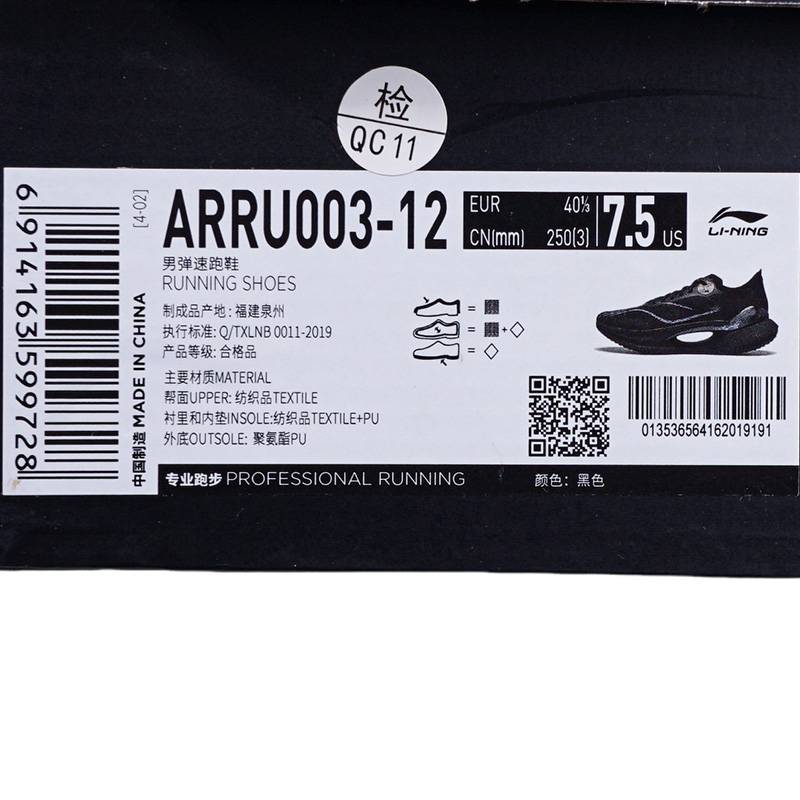 检
QC 11
6914163599728
[4-02]
中国制造 MADE IN CHINA
ARRU003-12
EUR 40⅓
CN(mm) 250(3)
7.5 US
LI-NING
男弹速跑鞋
RUNNING SHOES
制成品产地: 福建泉州
执行标准: Q/TXLNB 0011-2019
产品等级: 合格品
= 
= + ◇
= ◇
主要材质MATERIAL
帮面UPPER: 纺织品TEXTILE
衬里和内垫INSOLE:纺织品TEXTILE+PU
外底OUTSOLE: 聚氨酯PU
013536564162019191
专业跑步 PROFESSIONAL RUNNING
颜色: 黑色